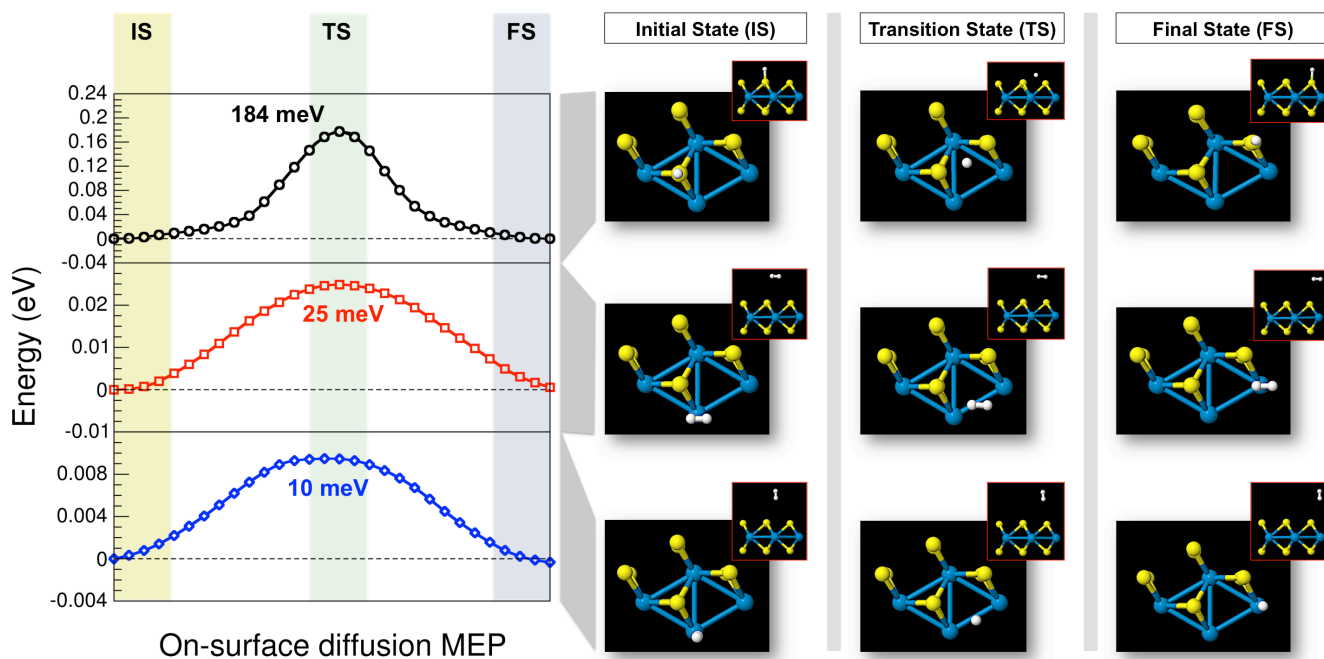 IS
TS
FS
Initial State (IS)
Transition State (TS)
Final State (FS)
0.24
0.2
0.16
0.12
0.08
0.04
0
-0.04
0.02
0.01
0
-0.01
0.008
0.004
0
-0.004
184 meV
25 meV
10 meV
Energy (eV)
On-surface diffusion MEP